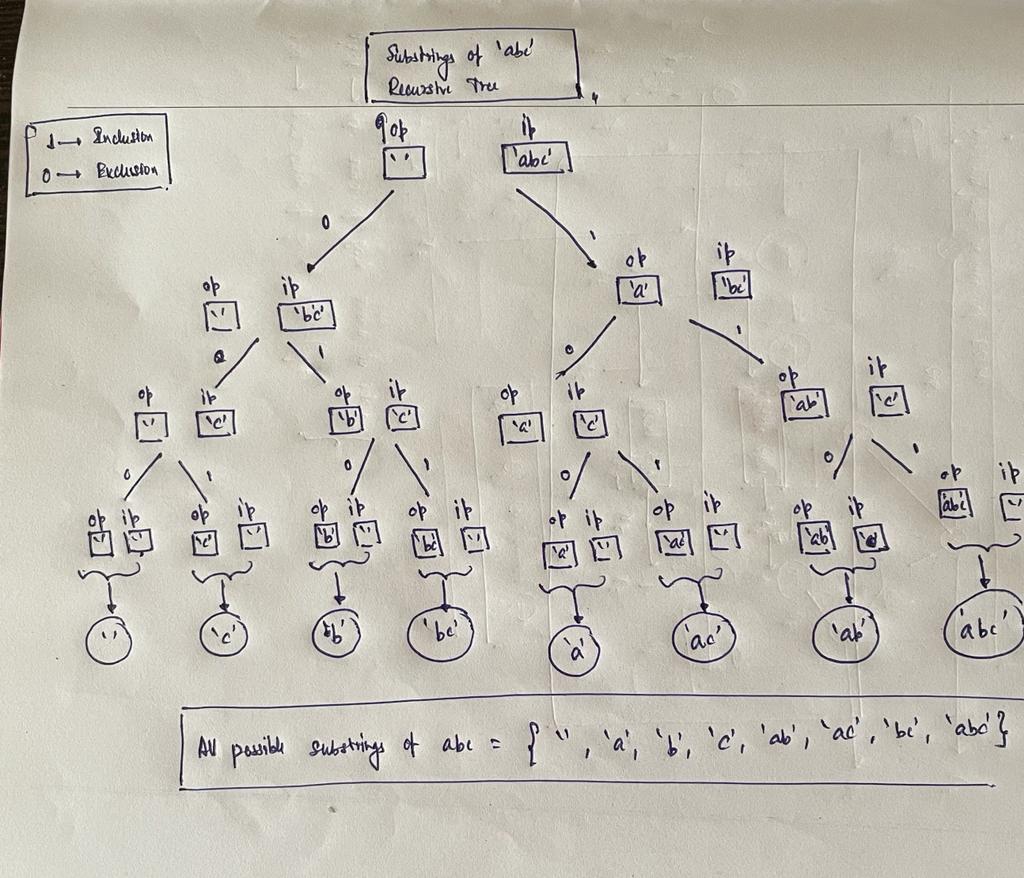 Substrings of 'abc'
Recursive Tree
1 → Inclusion
0 → Exclusion
op ip
'' 'abc'
0 1
op ip op ip
'' 'bc' 'a' 'bc'
0 1 0 1
op ip op ip op ip op ip
'' 'c' 'b' 'c' 'a' 'c' 'ab' 'c'
0 1 0 1 0 1 0 1
op ip op ip op ip op ip op ip op ip op ip op ip
'' '' 'c' '' 'b' '' 'bc' '' 'a' '' 'ac' '' 'ab' 'abc' ''
'' 'c' 'b' 'bc' 'a' 'ac' 'ab' 'abc'
All possible substrings of abc = { '', 'a', 'b', 'c', 'ab', 'ac', 'bc', 'abc' }